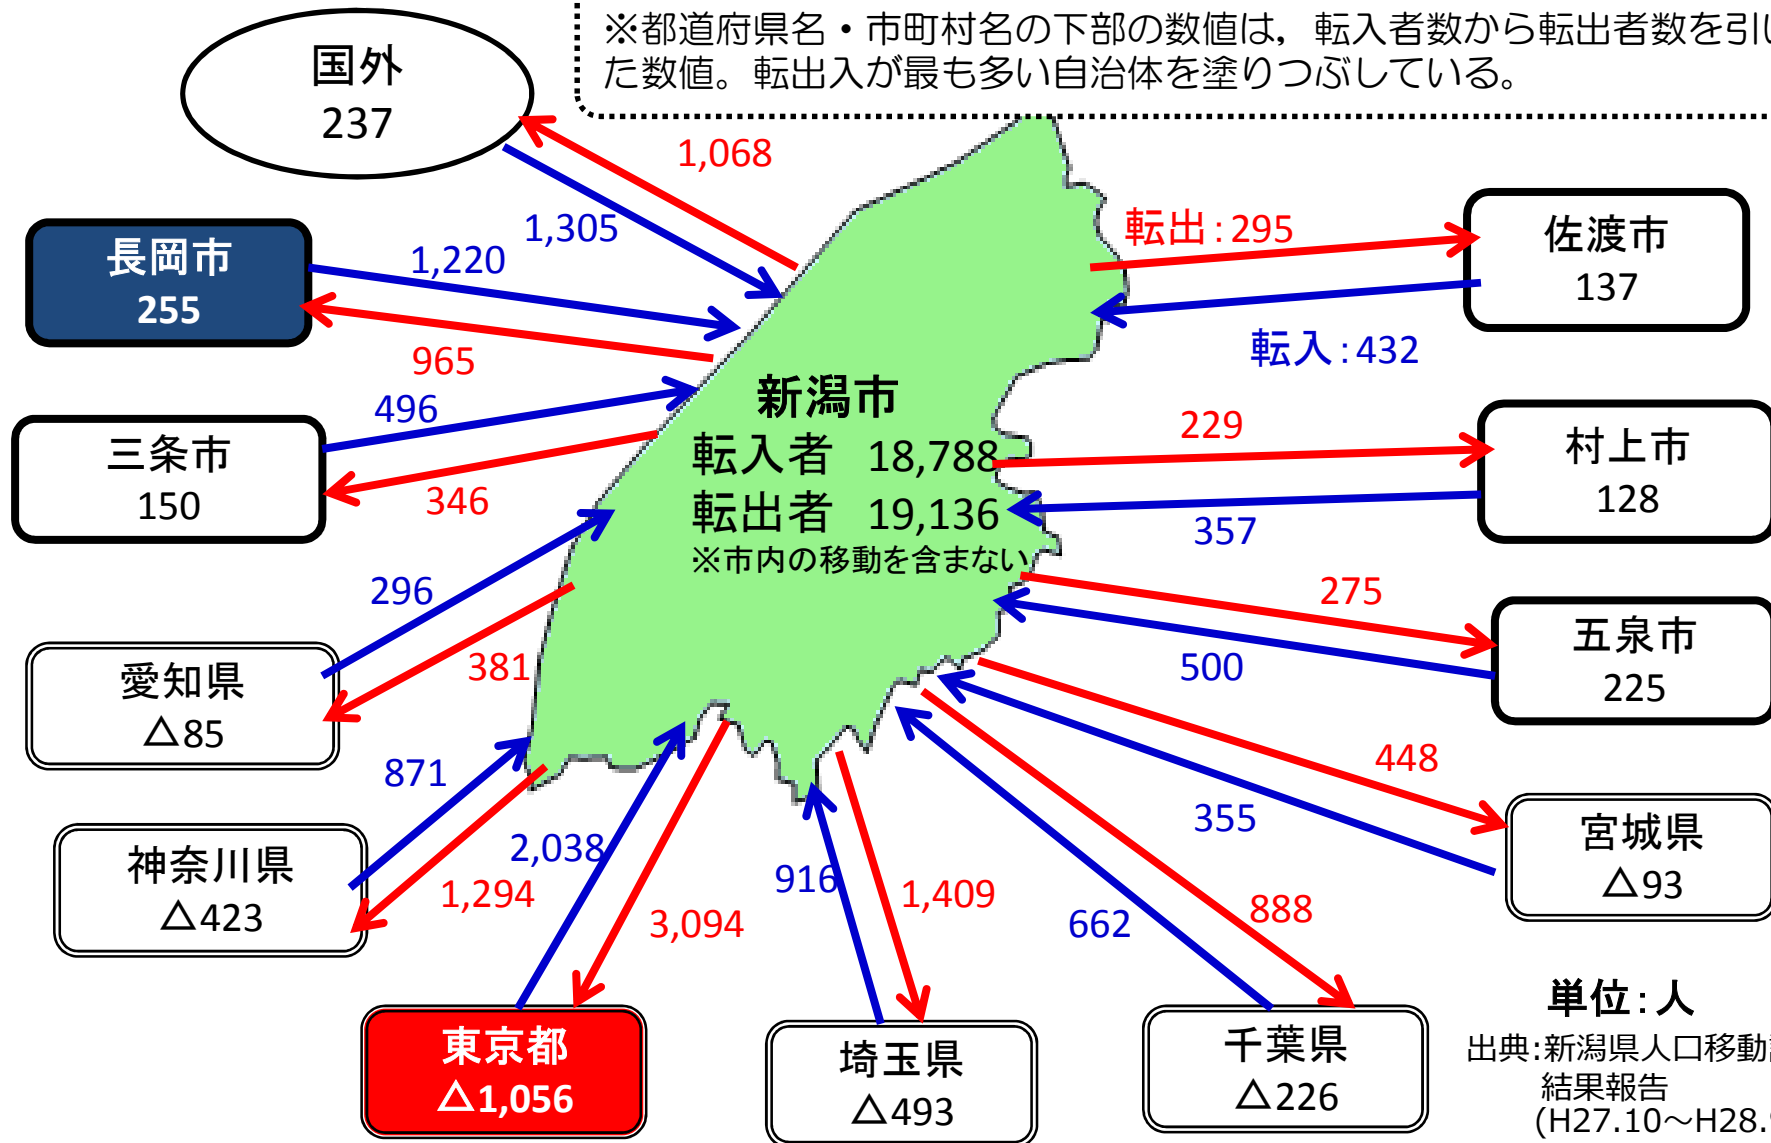 ※都道府県名・市町村名の下部の数値は，転入者数から転出者数を引し
た数値。転出入が最も多い自治体を塗りつぶしている。
国外
237
1,068
1,305
長岡市
255
1,220
965
転出：295
佐渡市
137
転入：432
三条市
150
496
346
新潟市
転入者 18,788
転出者 19,136
※市内の移動を含まない
229
村上市
128
357
愛知県
△85
296
381
275
五泉市
225
500
神奈川県
△423
871
1,294
448
宮城県
△93
355
東京都
△1,056
2,038
3,094
埼玉県
△493
916
1,409
千葉県
△226
662
888
単位：人
出典：新潟県人口移動
結果報告
(H27.10～H28.